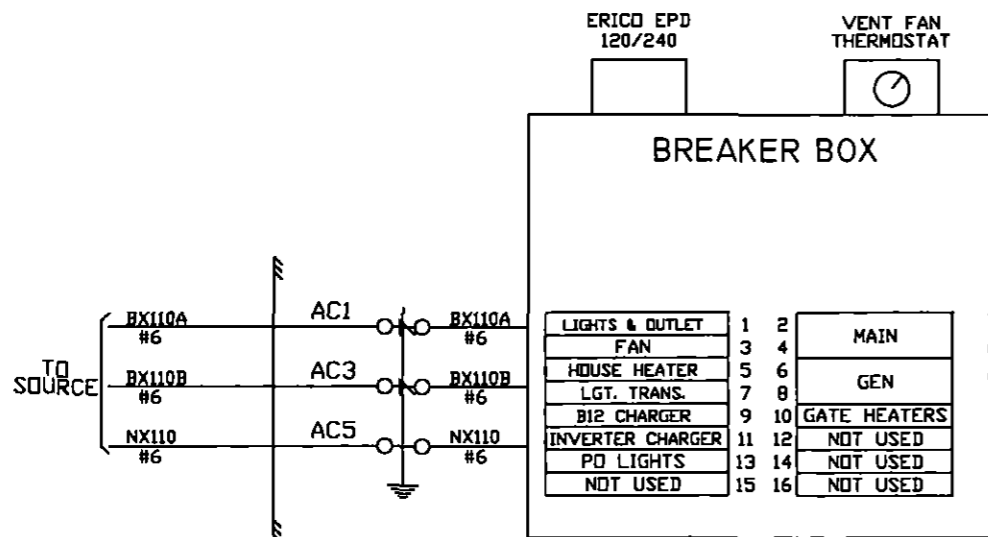 ERICO EPD
120/240
VENT FAN
THERMOSTAT
BREAKER BOX
TO
SOURCE
BX110A
#6
AC1
BX110A
#6
BX110B
#6
AC3
BX110B
#6
NX110
#6
AC5
NX110
#6
LIGHTS & OUTLET 1 2 MAIN
FAN 3 4
HOUSE HEATER 5 6 GEN
LGT. TRANS. 7 8
B12 CHARGER 9 10 GATE HEATERS
INVERTER CHARGER 11 12 NOT USED
PO LIGHTS 13 14 NOT USED
NOT USED 15 16 NOT USED